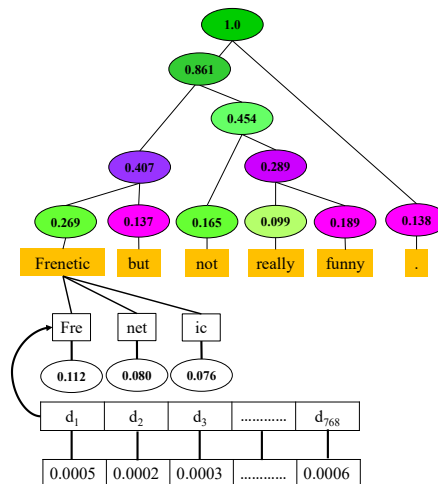 1.0
0.861
0.454
0.407 0.289
0.269 0.137 0.165 0.099 0.189 0.138
Frenetic but not really funny .
Fre net ic
0.112 0.080 0.076
d1 d2 d3 ............ d768
0.0005 0.0002 0.0003 ............ 0.0006